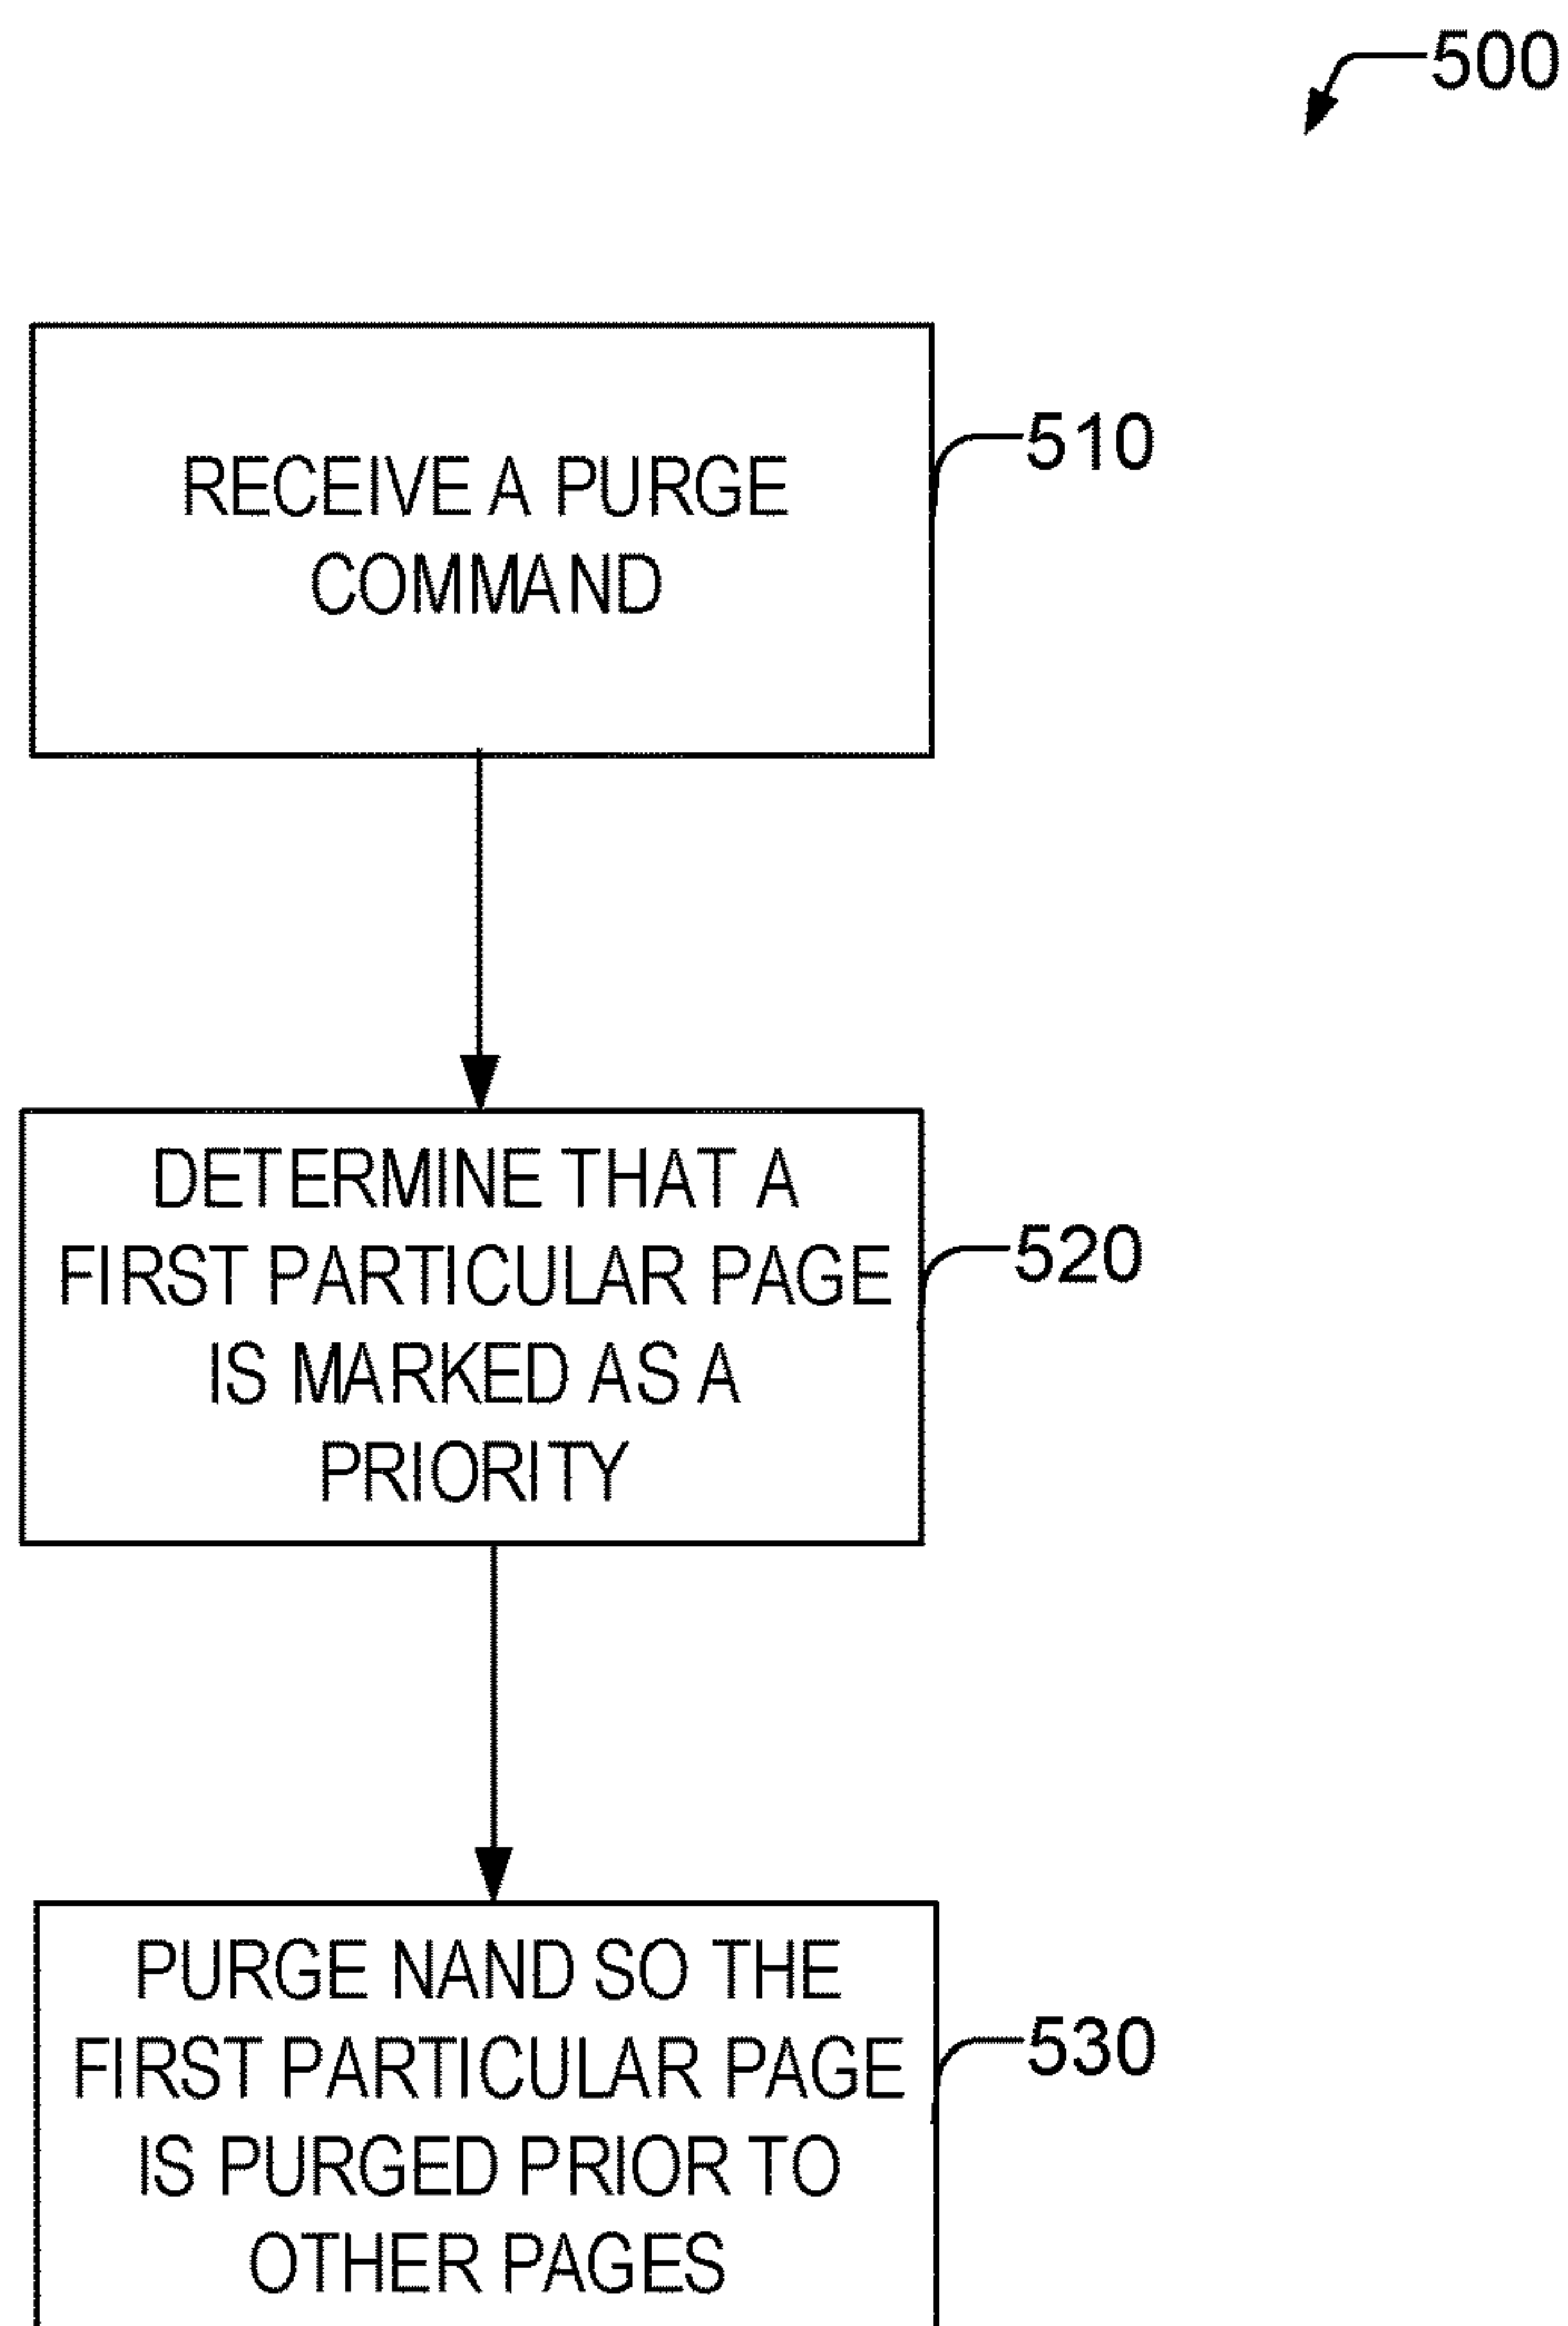 500
RECEIVE A PURGE
COMMAND
510
DETERMINE THAT A
FIRST PARTICULAR PAGE
IS MARKED AS A
PRIORITY
520
PURGE NAND SO THE
FIRST PARTICULAR PAGE
IS PURGED PRIOR TO
OTHER PAGES
530